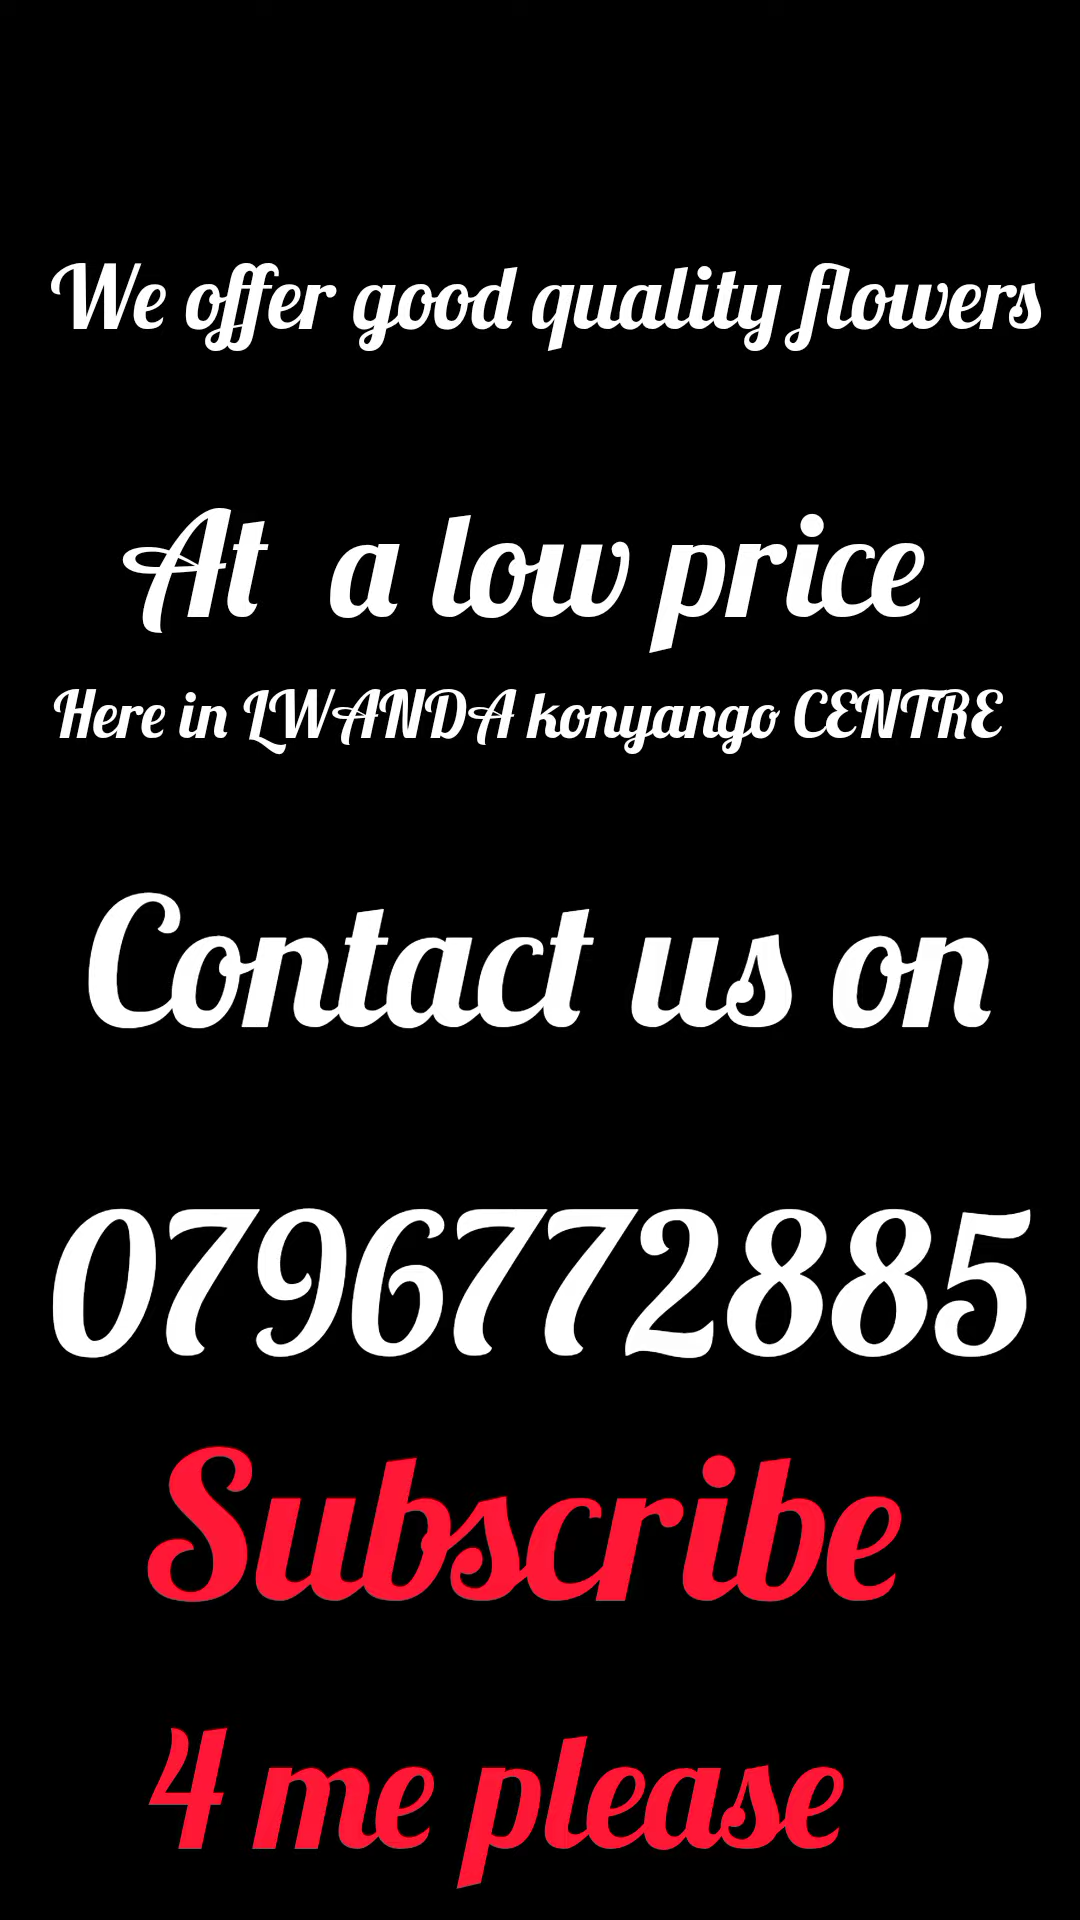 We offer good quality flowers
At a low price
Here in LWANDA konyango CENTRE
Contact us on
0796772885
Subscribe
4 me please